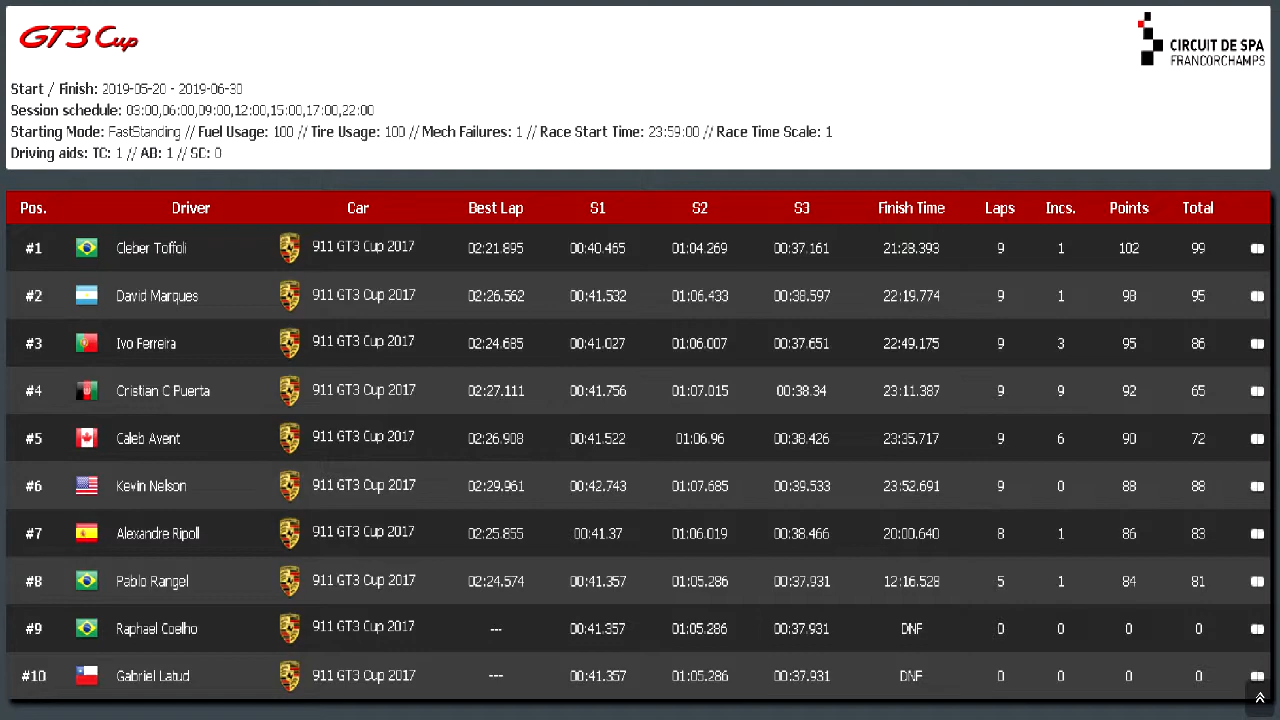 GT3 Cup
CIRCUIT DE SPA
FRANCORCHAMPS
Start / Finish: 2019-05-20 - 2019-06-30
Session schedule: 03:00,06:00,09:00,12:00,15:00,17:00,22:00
Starting Mode: FastStanding // Fuel Usage: 100 // Tire Usage: 100 // Mech Failures: 1 // Race Start Time: 23:59:00 // Race Time Scale: 1
Driving aids: TC: 1 // AB: 1 // SC: 0
Pos. Driver Car Best Lap S1 S2 S3 Finish Time Laps Incs. Points Total
#1 Cleber Toffoli 911 GT3 Cup 2017 02:21.895 00:40.465 01:04.269 00:37.161 21:28.393 9 1 102 99
#2 David Marques 911 GT3 Cup 2017 02:26.562 00:41.532 01:06.433 00:38.597 22:19.774 9 1 98 95
#3 Ivo Ferreira 911 GT3 Cup 2017 02:24.685 00:41.027 01:06.007 00:37.651 22:49.175 9 3 95 86
#4 Cristian C Puerta 911 GT3 Cup 2017 02:27.111 00:41.756 01:07.015 00:38.34 23:11.387 9 9 92 65
#5 Caleb Avent 911 GT3 Cup 2017 02:26.908 00:41.522 01:06.96 00:38.426 23:35.717 9 6 90 72
#6 Kevin Nelson 911 GT3 Cup 2017 02:29.961 00:42.743 01:07.685 00:39.533 23:52.691 9 0 88 88
#7 Alexandre Ripoll 911 GT3 Cup 2017 02:25.855 00:41.37 01:06.019 00:38.466 20:00.640 8 1 86 83
#8 Pablo Rangel 911 GT3 Cup 2017 02:24.574 00:41.357 01:05.286 00:37.931 12:16.528 5 1 84 81
#9 Raphael Coelho 911 GT3 Cup 2017 --- 00:41.357 01:05.286 00:37.931 DNF 0 0 0 0
#10 Gabriel Latud 911 GT3 Cup 2017 --- 00:41.357 01:05.286 00:37.931 DNF 0 0 0 0